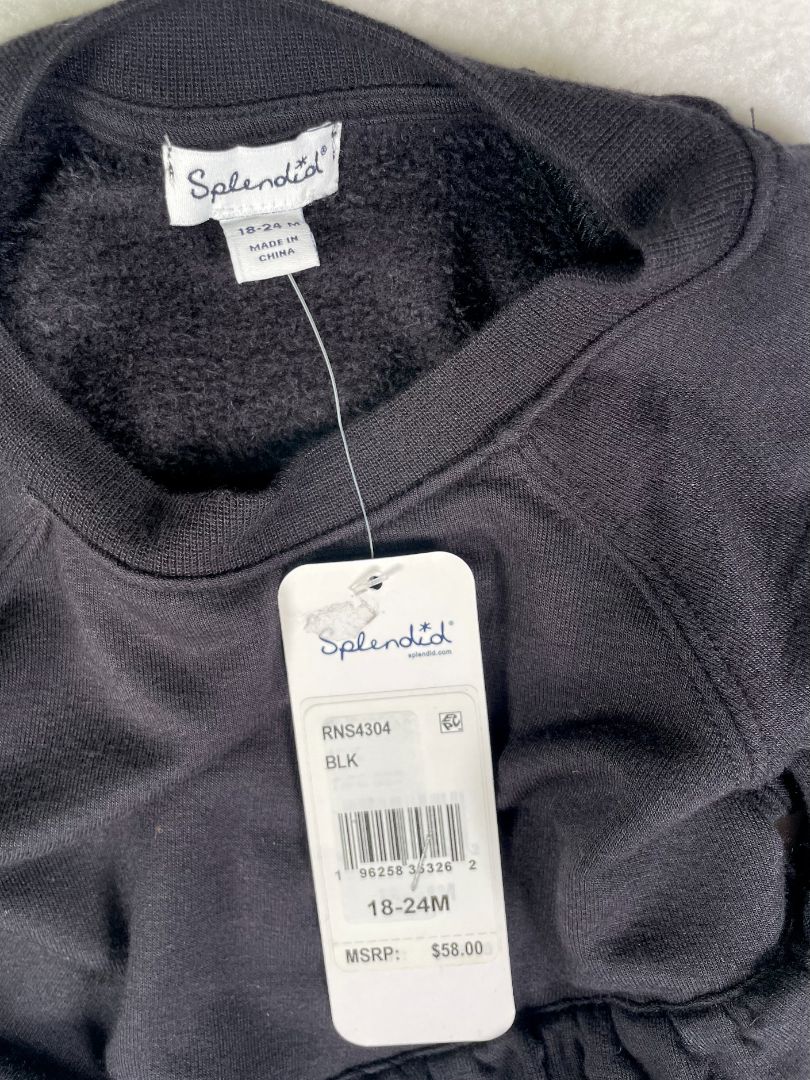 Splendid®
18-24 M
MADE IN
CHINA
Splendid®
splendid.com
RNS4304
BLK
1 96258 35326 2
18-24M
MSRP: $58.00